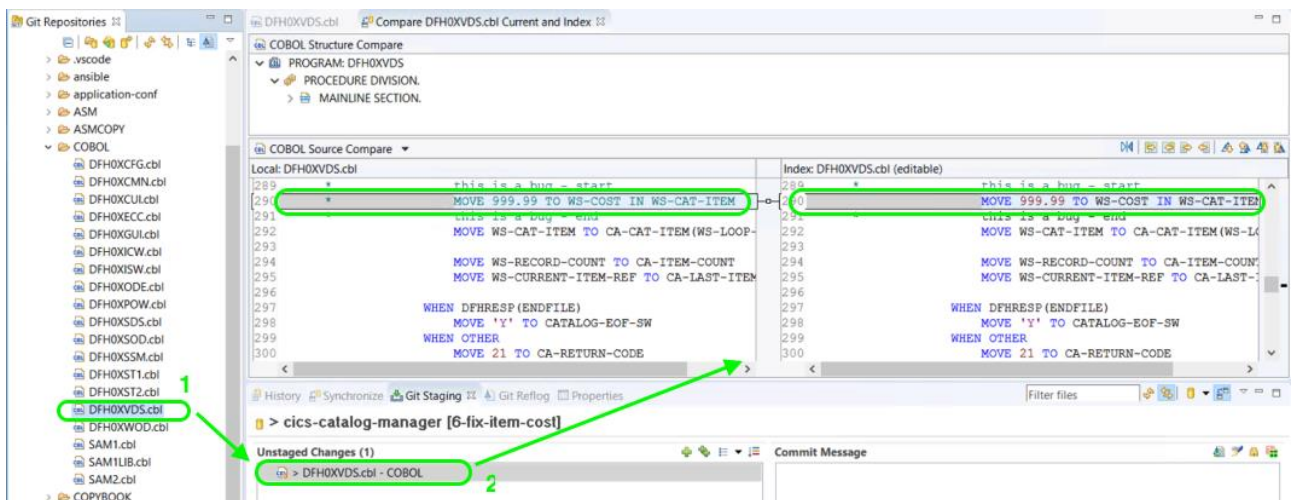 Git Repositories
.vscode
ansible
application-conf
ASM
ASMCOPY
COBOL
DFH0XCFG.cbl
DFH0XCMN.cbl
DFH0XCUI.cbl
DFH0XECC.cbl
DFH0XGUI.cbl
DFH0XICW.cbl
DFH0XISW.cbl
DFH0XODE.cbl
DFH0XPOW.cbl
DFH0XSDS.cbl
DFH0XSOD.cbl
DFH0XSSM.cbl
DFH0XST1.cbl
DFH0XST2.cbl
1
DFH0XVDS.cbl
DFH0XWOD.cbl
SAM1.cbl
SAM1LIB.cbl
SAM2.cbl
COPYBOOK
DFH0XVDS.cbl Compare DFH0XVDS.cbl Current and Index
COBOL Structure Compare
PROGRAM: DFH0XVDS
PROCEDURE DIVISION.
MAINLINE SECTION.
COBOL Source Compare
Local: DFH0XVDS.cbl
289 * this is a bug - start
290 * MOVE 999.99 TO WS-COST IN WS-CAT-ITEM
291 * this is a bug - end
292 MOVE WS-CAT-ITEM TO CA-CAT-ITEM(WS-LOOP-
293
294 MOVE WS-RECORD-COUNT TO CA-ITEM-COUNT
295 MOVE WS-CURRENT-ITEM-REF TO CA-LAST-ITEM
296
297 WHEN DFHRESP(ENDFILE)
298 MOVE 'Y' TO CATALOG-EOF-SW
299 WHEN OTHER
300 MOVE 21 TO CA-RETURN-CODE
Index: DFH0XVDS.cbl (editable)
289 * this is a bug - start
290 MOVE 999.99 TO WS-COST IN WS-CAT-ITEM
291 * this is a bug - end
292 MOVE WS-CAT-ITEM TO CA-CAT-ITEM(WS-LO
293
294 MOVE WS-RECORD-COUNT TO CA-ITEM-COUN
295 MOVE WS-CURRENT-ITEM-REF TO CA-LAST-
296
297 WHEN DFHRESP(ENDFILE)
298 MOVE 'Y' TO CATALOG-EOF-SW
299 WHEN OTHER
300 MOVE 21 TO CA-RETURN-CODE
History Synchronize Git Staging Git Reflog Properties Filter files
> cics-catalog-manager [6-fix-item-cost]
Unstaged Changes (1)
> DFH0XVDS.cbl - COBOL
2
Commit Message